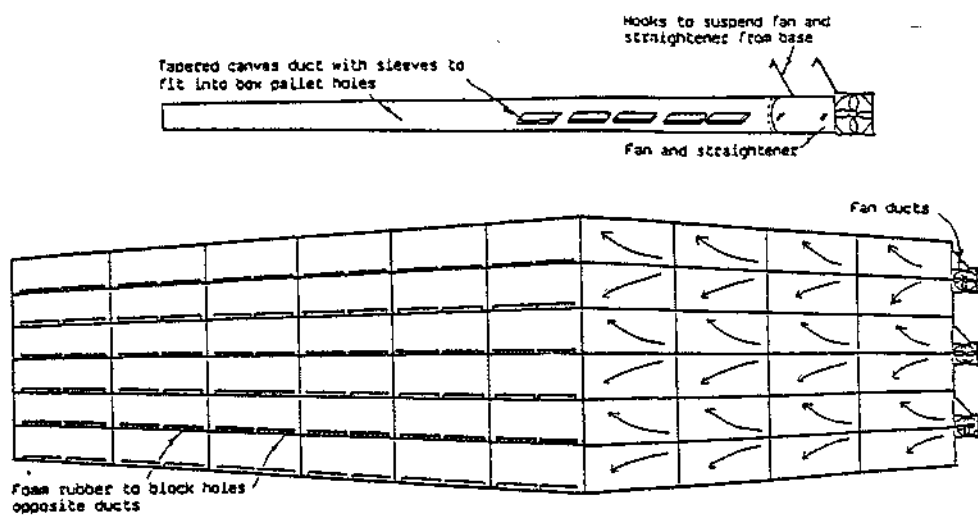 Hooks to suspend fan and
straightener from base
Tapered canvas duct with sleeves to
fit into box pallet holes
Fan and straightener
Fan ducts
Foam rubber to block holes
opposite ducts